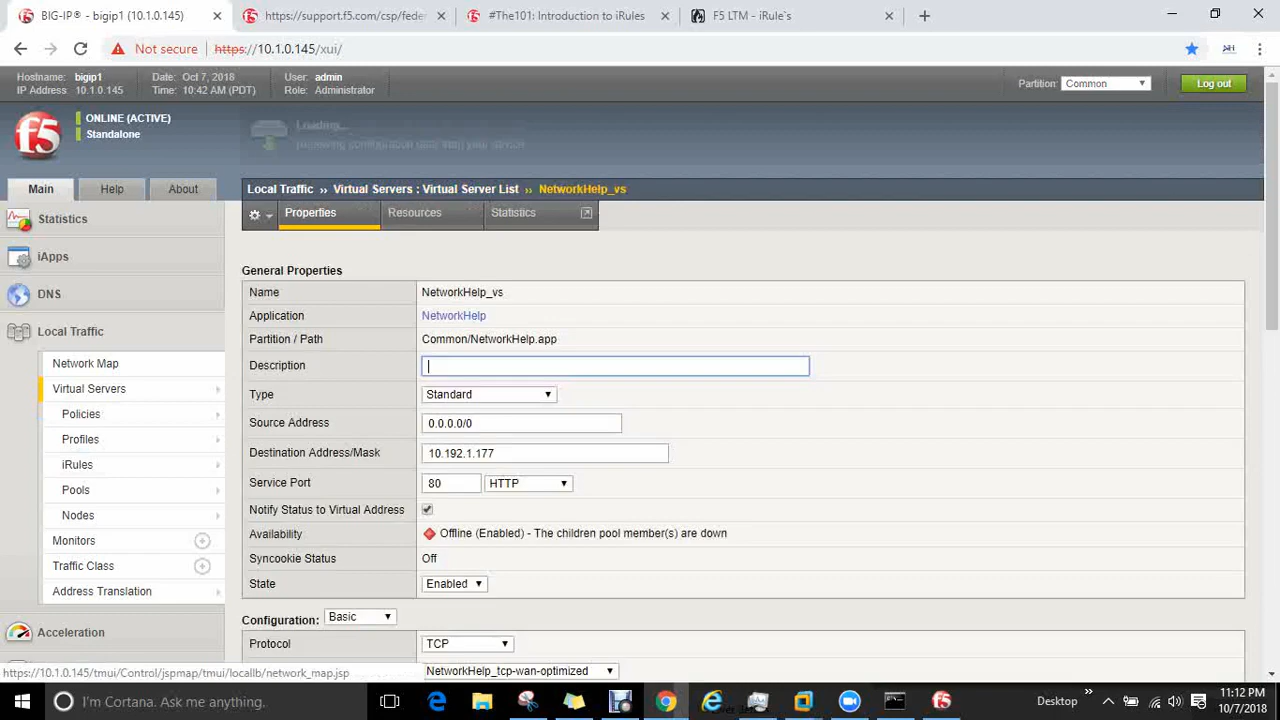 BIG-IP® - bigip1 (10.1.0.145)
https://support.f5.com/csp/fede
#The101: Introduction to iRules
F5 LTM - iRule's
Not secure
https://10.1.0.145/xui/
Hostname: bigip1
IP Address: 10.1.0.145
Date: Oct 7, 2018
Time: 10:42 AM (PDT)
User: admin
Role: Administrator
Partition: Common
Log out
f5
ONLINE (ACTIVE)
Standalone
Loading...
Receiving configuration data from your device.
Main
Help
About
Local Traffic ›› Virtual Servers : Virtual Server List ›› NetworkHelp_vs
Properties
Resources
Statistics
Statistics
iApps
DNS
Local Traffic
Network Map
Virtual Servers
Policies
Profiles
iRules
Pools
Nodes
Monitors
Traffic Class
Address Translation
Acceleration
General Properties
Name NetworkHelp_vs
Application NetworkHelp
Partition / Path Common/NetworkHelp.app
Description
Type Standard
Source Address 0.0.0.0/0
Destination Address/Mask 10.192.1.177
Service Port 80 HTTP
Notify Status to Virtual Address
Availability Offline (Enabled) - The children pool member(s) are down
Syncookie Status Off
State Enabled
Configuration: Basic
Protocol TCP
NetworkHelp_tcp-wan-optimized
https://10.1.0.145/tmui/Control/jspmap/tmui/locallb/network_map.jsp
I'm Cortana. Ask me anything.
Desktop
11:12 PM
10/7/2018